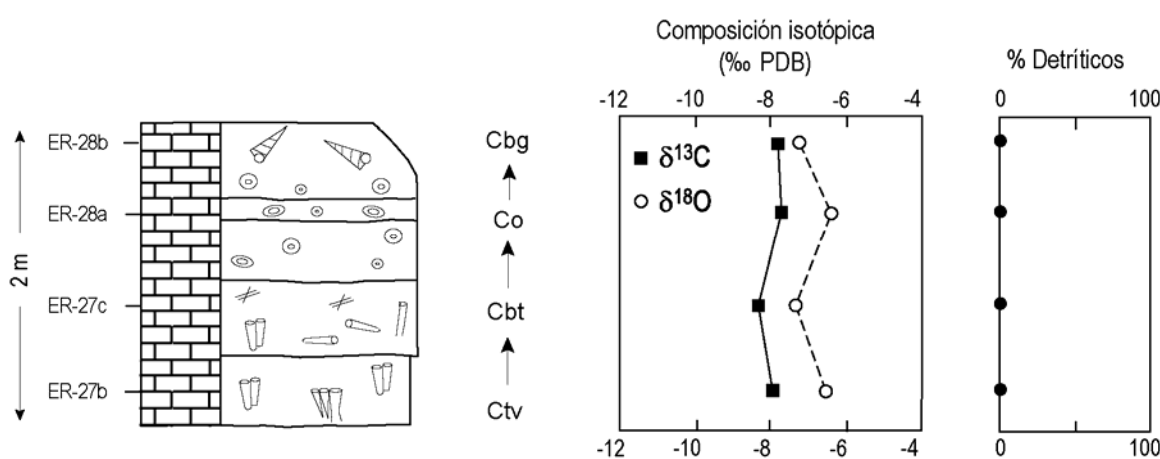 Composición isotópica
(‰ PDB)
% Detríticos
-12 -10 -8 -6 -4
0 100
ER-28b
Cbg
δ¹³C
δ¹⁸O
ER-28a
Co
2 m
ER-27c
Cbt
ER-27b
Ctv
-12 -10 -8 -6 -4
0 100